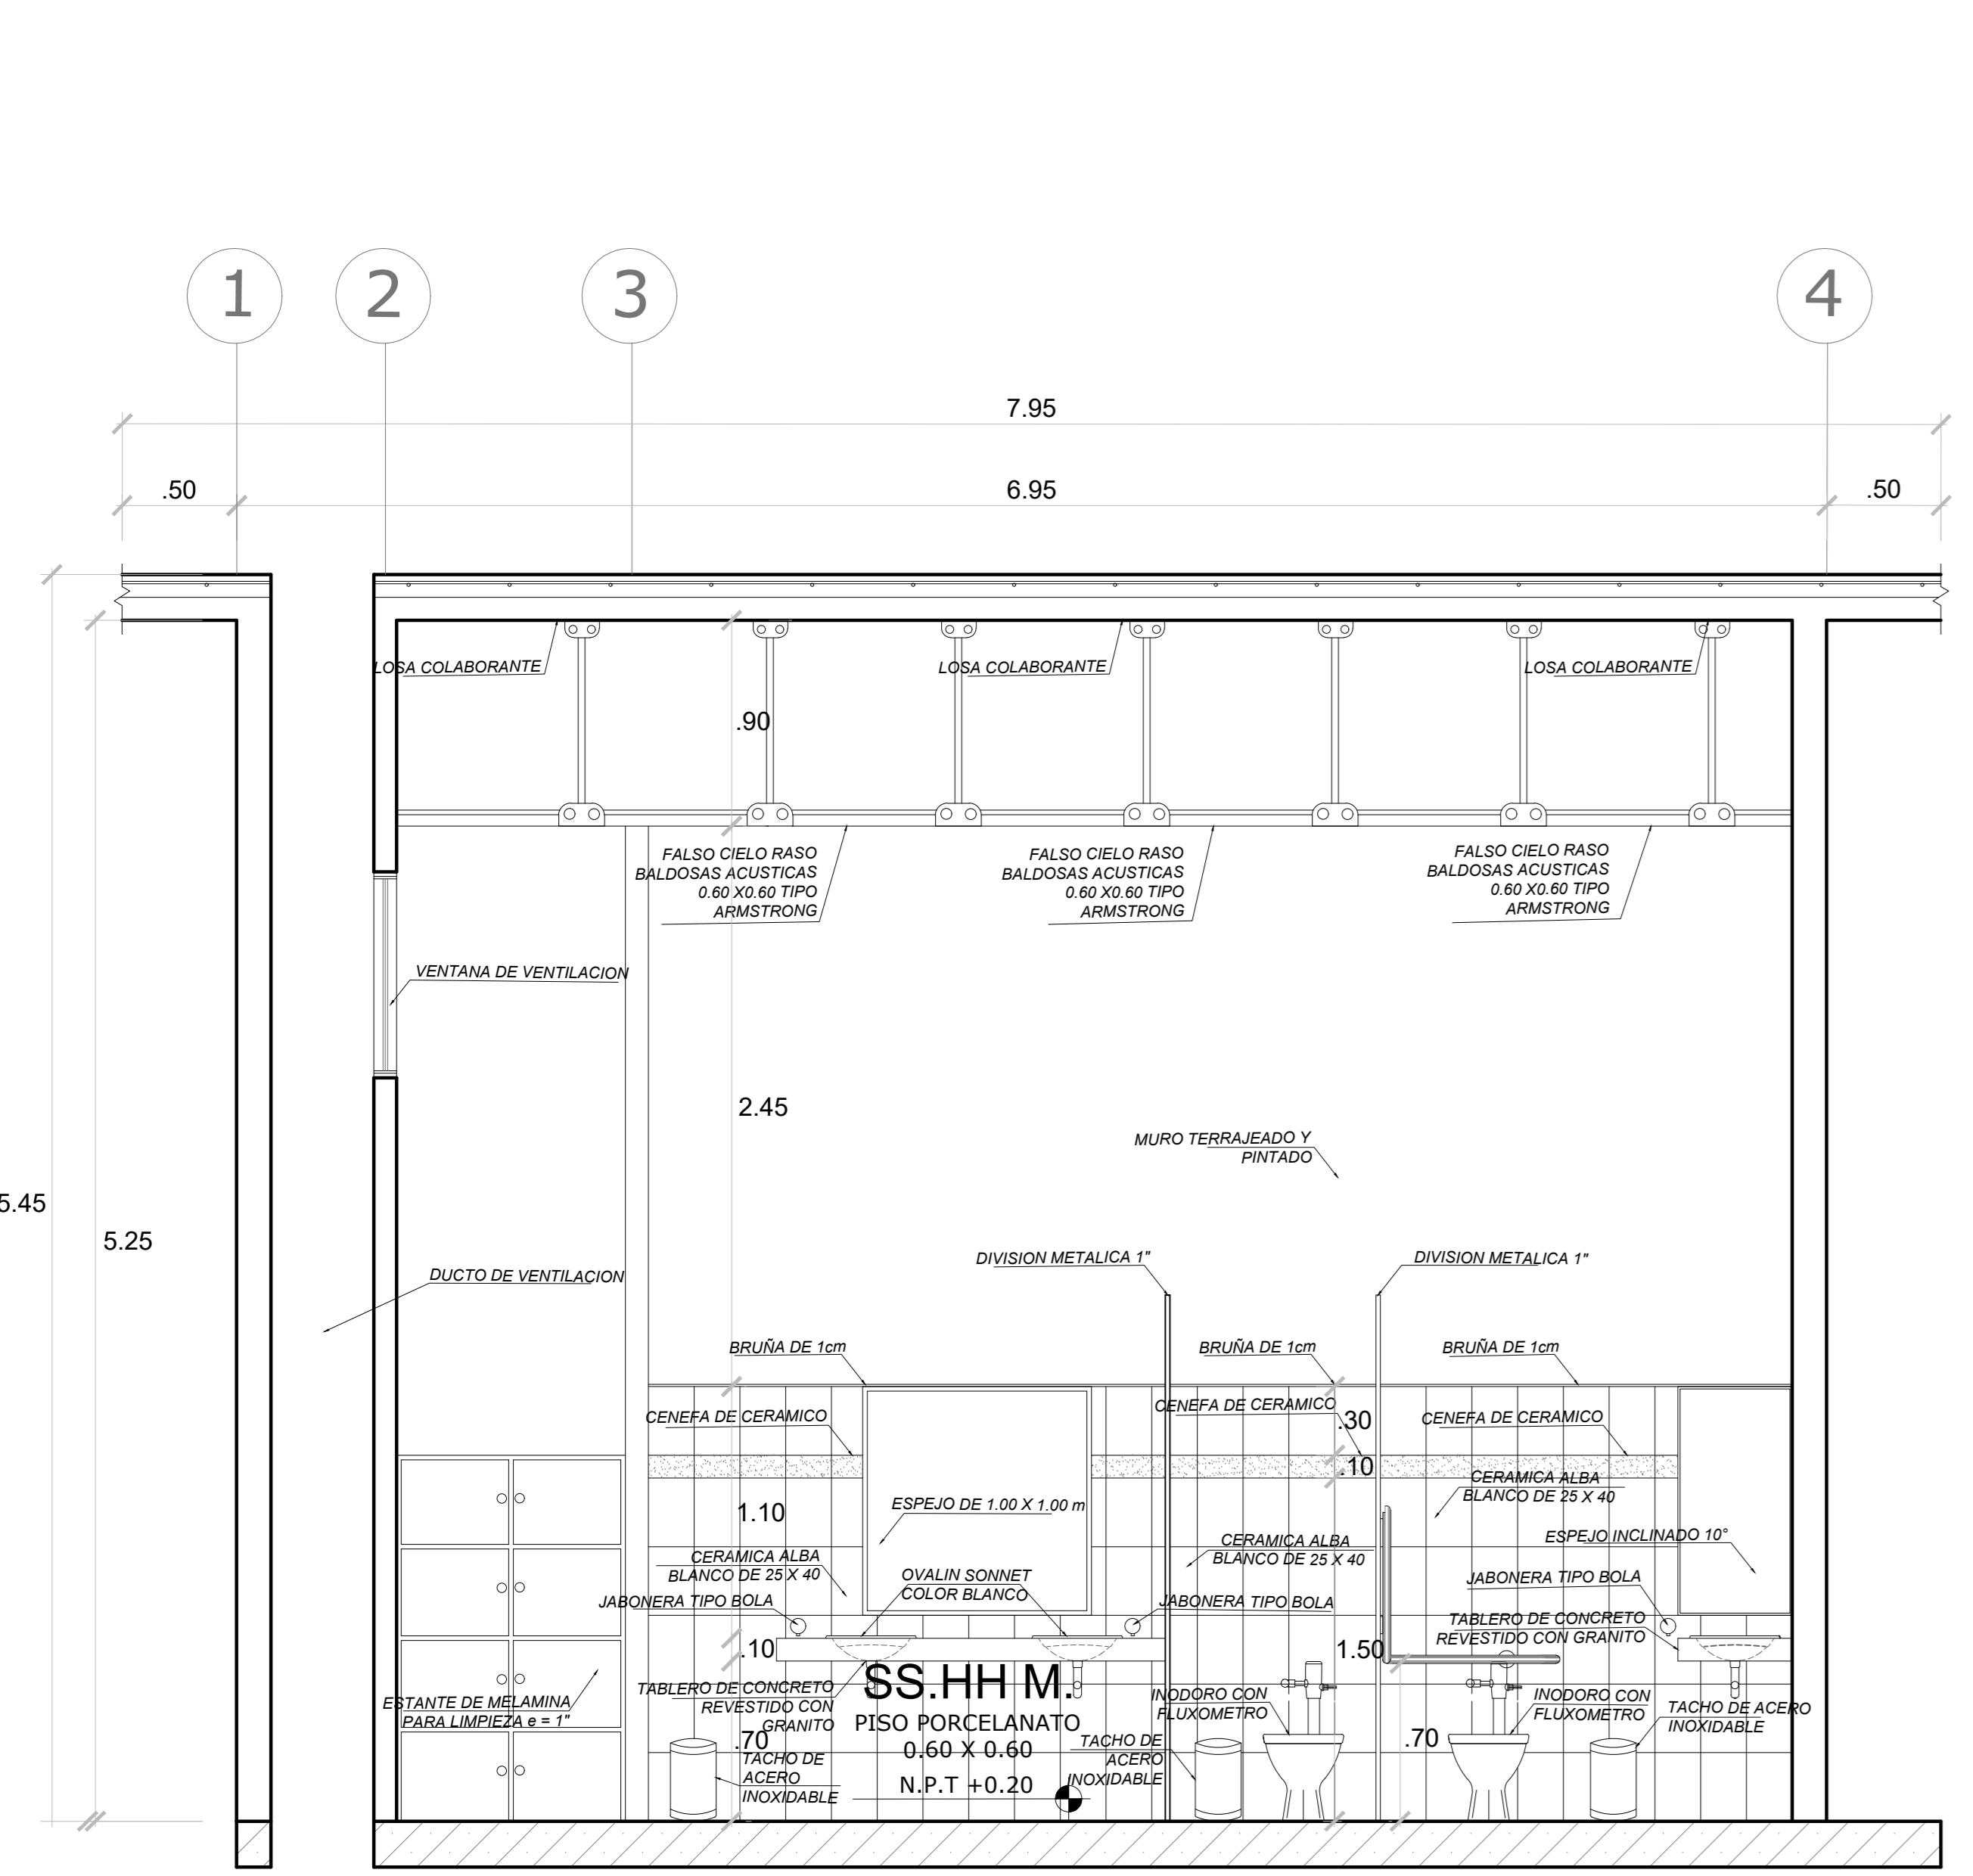 1
2
3
4
7.95
.50
6.95
.50
LOSA COLABORANTE
LOSA COLABORANTE
LOSA COLABORANTE
.90
FALSO CIELO RASO
BALDOSAS ACUSTICAS
0.60 X0.60 TIPO
ARMSTRONG
FALSO CIELO RASO
BALDOSAS ACUSTICAS
0.60 X0.60 TIPO
ARMSTRONG
FALSO CIELO RASO
BALDOSAS ACUSTICAS
0.60 X0.60 TIPO
ARMSTRONG
VENTANA DE VENTILACION
2.45
MURO TERRAJEADO Y
PINTADO
5.45
5.25
DUCTO DE VENTILACION
DIVISION METALICA 1"
DIVISION METALICA 1"
BRUÑA DE 1cm
BRUÑA DE 1cm
BRUÑA DE 1cm
CENEFA DE CERAMICO
CENEFA DE CERAMICO
.30
CENEFA DE CERAMICO
.10
1.10
ESPEJO DE 1.00 X 1.00 m
CERAMICA ALBA
BLANCO DE 25 X 40
CERAMICA ALBA
BLANCO DE 25 X 40
CERAMICA ALBA
BLANCO DE 25 X 40
ESPEJO INCLINADO 10°
OVALIN SONNET
COLOR BLANCO
JABONERA TIPO BOLA
JABONERA TIPO BOLA
JABONERA TIPO BOLA
TABLERO DE CONCRETO
REVESTIDO CON GRANITO
.10
1.50
ESTANTE DE MELAMINA
PARA LIMPIEZA e = 1"
TABLERO DE CONCRETO
REVESTIDO CON
GRANITO
SS.HH M.
PISO PORCELANATO
0.60 X 0.60
N.P.T +0.20
INODORO CON
FLUXOMETRO
INODORO CON
FLUXOMETRO
TACHO DE ACERO
INOXIDABLE
.70
TACHO DE
ACERO
INOXIDABLE
TACHO DE
ACERO
INOXIDABLE
.70